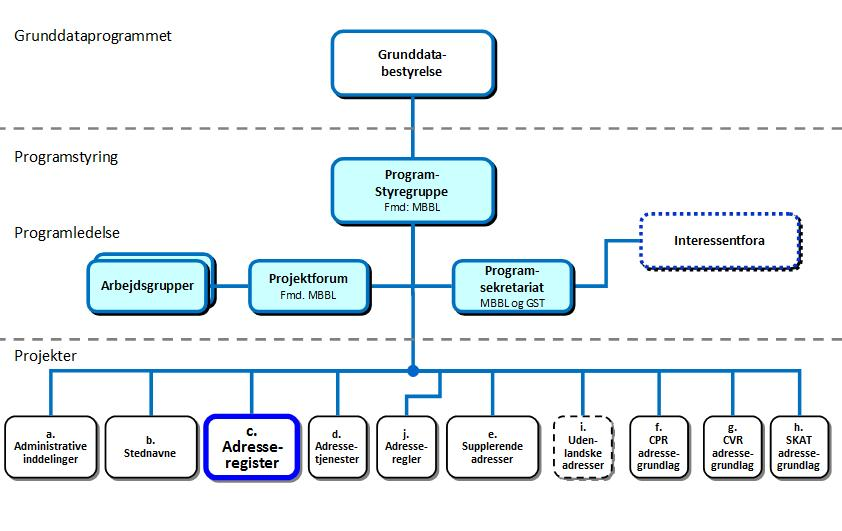 Grunddataprogrammet
Grunddata-
bestyrelse
Programstyring
Program-
Styregruppe
Fmd: MBBL
Programledelse
Interessentfora
Arbejdsgrupper
Projektforum
Fmd. MBBL
Program-
sekretariat
MBBL og GST
Projekter
a.
Administrative
inddelinger
b.
Stednavne
c.
Adresse-
register
d.
Adresse-
tjenester
j.
Adresse-
regler
e.
Supplerende
adresser
i.
Uden-
landske
adresser
f.
CPR
adresse-
grundlag
g.
CVR
adresse-
grundlag
h.
SKAT
adresse-
grundlag